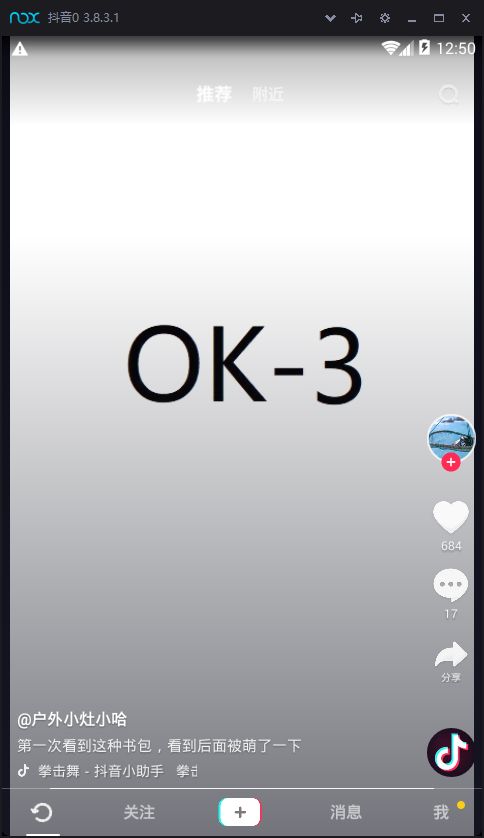 nox 抖音0 3.8.3.1
12:50
推荐 附近
OK-3
684
17
分享
@户外小灶小哈
第一次看到这种书包，看到后面被萌了一下
拳击舞 - 抖音小助手 拳击
关注 消息 我